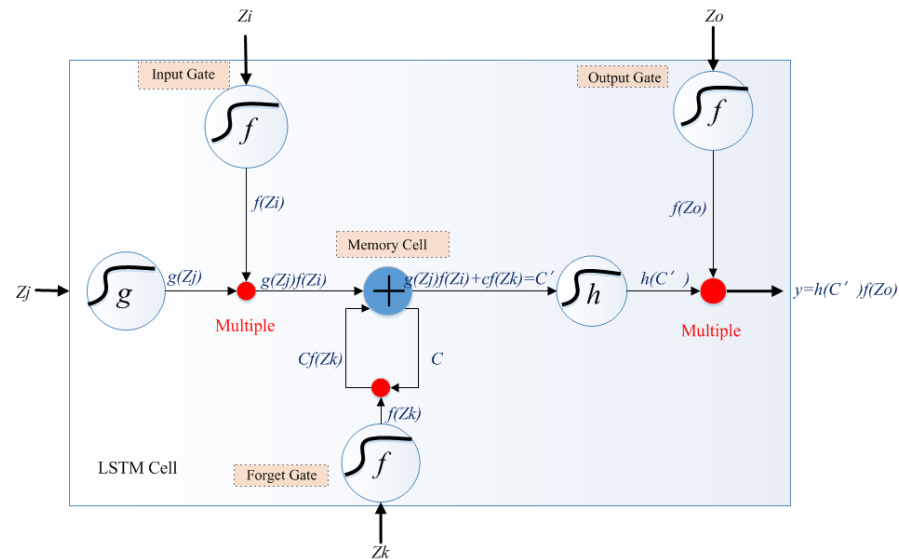 Zi
Zo
Input Gate
Output Gate
f
f
f(Zi)
f(Zo)
Memory Cell
Zj
g
g(Zj)
g(Zj)f(Zi)
+
g(Zj)f(Zi)+cf(Zk)=C′
h
h(C′ )
y=h(C′ )f(Zo)
Multiple
Multiple
Cf(Zk)
C
f(Zk)
LSTM Cell
Forget Gate
f
Zk